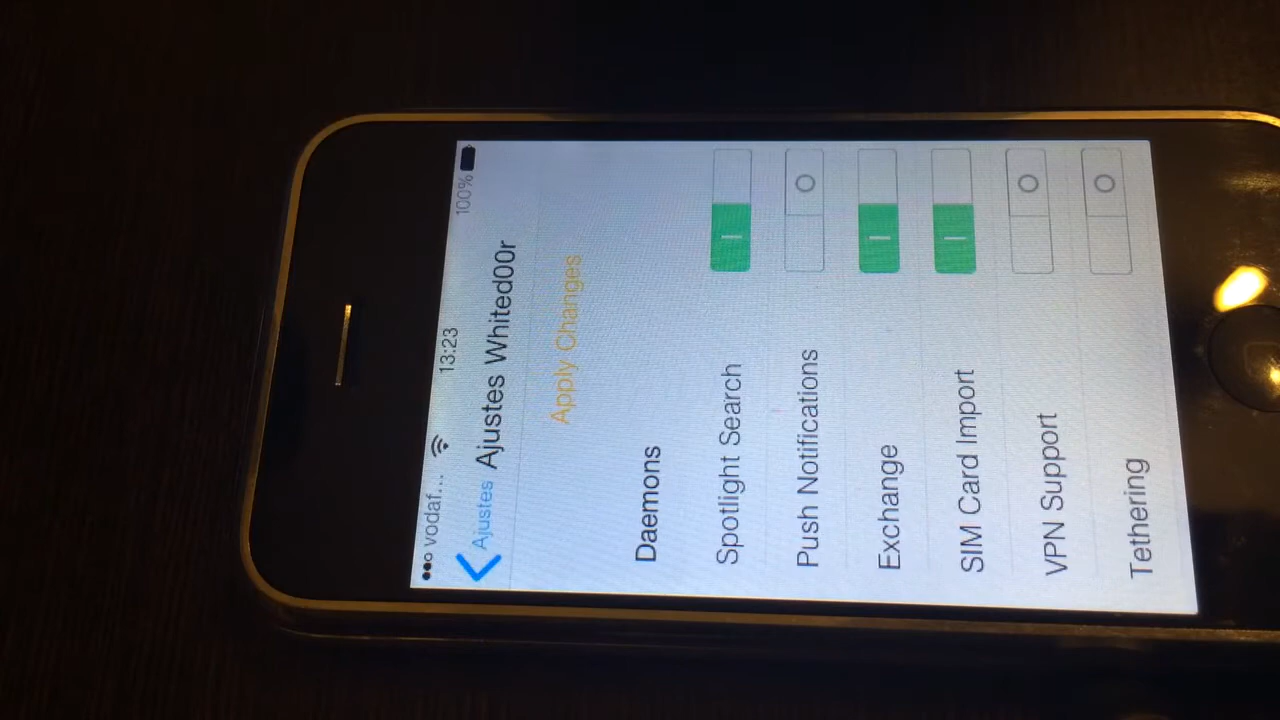 vodaf... 13:23 100%
Ajustes Ajustes Whited00r
Apply Changes
Daemons
Spotlight Search
Push Notifications
Exchange
SIM Card Import
VPN Support
Tethering